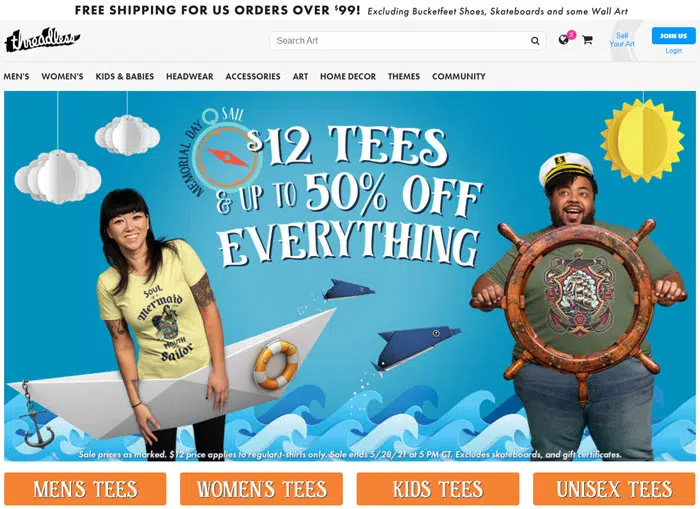 FREE SHIPPING FOR US ORDERS OVER $99! Excluding Bucketfeet Shoes, Skateboards and some Wall Art
threadless
Search Art
2
Sell Your Art
JOIN US
Login
MEN'S WOMEN'S KIDS & BABIES HEADWEAR ACCESSORIES ART HOME DECOR THEMES COMMUNITY
MEMORIAL DAY SAIL
$12 TEES
& UP TO 50% OFF
EVERYTHING
SOUL
of a
Mermaid
MOUTH
of a
Sailor
Sale prices as marked. $12 price applies to regular t-shirts only. Sale ends 5/28/21 at 5 PM CT. Excludes skateboards, and gift certificates.
MEN'S TEES WOMEN'S TEES KIDS TEES UNISEX TEES